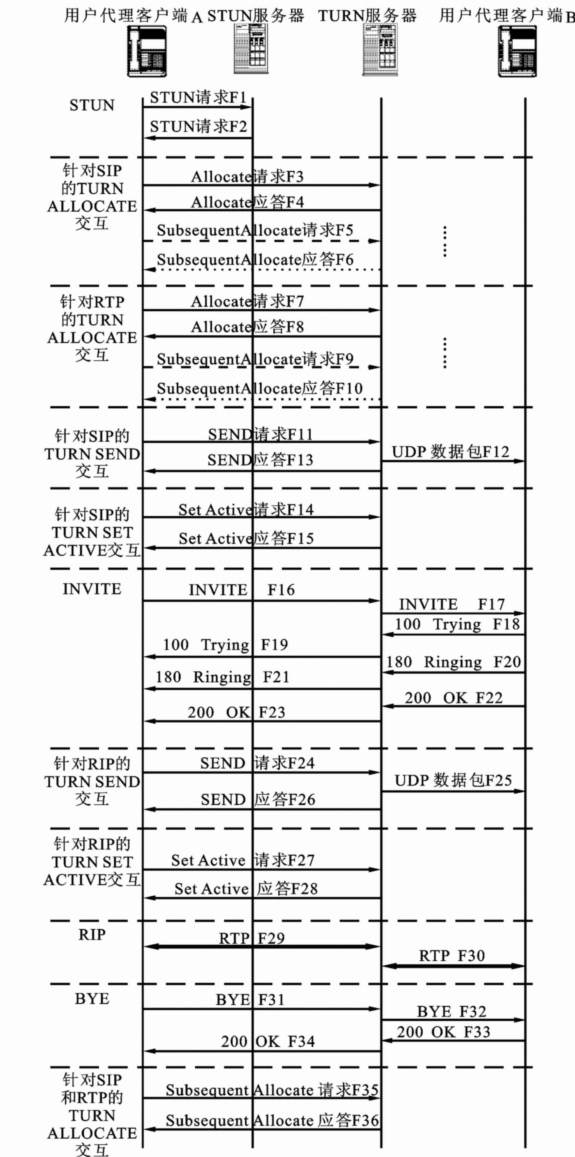 用户代理客户端A STUN服务器 TURN服务器 用户代理客户端B
STUN
STUN请求F1
STUN请求F2
针对SIP
的TURN
ALLOCATE
交互
Allocate请求F3
Allocate应答F4
SubsequentAllocate请求F5
SubsequentAllocate应答F6
针对RTP
的TURN
ALLOCATE
交互
Allocate请求F7
Allocate应答F8
SubsequentAllocate请求F9
SubsequentAllocate应答F10
针对SIP的
TURN SEND
交互
SEND请求F11
UDP 数据包F12
SEND应答F13
针对SIP的
TURN SET
ACTIVE交互
Set Active请求F14
Set Active应答F15
INVITE
INVITE F16
INVITE F17
100 Trying F18
100 Trying F19
180 Ringing F20
180 Ringing F21
200 OK F22
200 OK F23
针对RIP的
TURN SEND
交互
SEND 请求F24
UDP 数据包F25
SEND 应答F26
针对RIP的
TURN SET
ACTIVE交互
Set Active 请求F27
Set Active 应答F28
RIP
RTP F29
RTP F30
BYE
BYE F31
BYE F32
200 OK F33
200 OK F34
针对SIP
和RTP的
TURN
ALLOCATE
交互
Subsequent Allocate 请求F35
Subsequent Allocate 应答F36